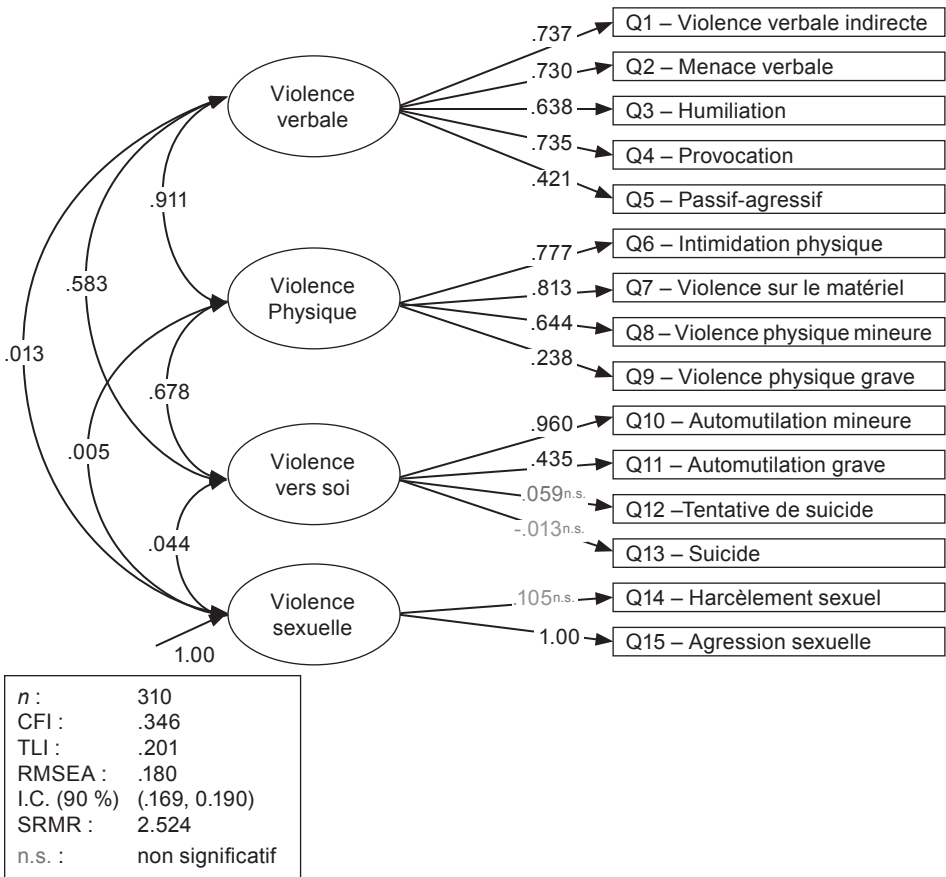 .737
Q1 – Violence verbale indirecte
Violence
verbale
.730
Q2 – Menace verbale
.638
Q3 – Humiliation
.735
Q4 – Provocation
.421
Q5 – Passif-agressif
.911
.583
.013
Violence
Physique
.777
Q6 – Intimidation physique
.813
Q7 – Violence sur le matériel
.644
Q8 – Violence physique mineure
.238
Q9 – Violence physique grave
.678
.005
Violence
vers soi
.960
Q10 – Automutilation mineure
.435
Q11 – Automutilation grave
.059n.s.
Q12 –Tentative de suicide
-.013n.s.
Q13 – Suicide
.044
Violence
sexuelle
.105n.s.
Q14 – Harcèlement sexuel
1.00
Q15 – Agression sexuelle
1.00
n : 310
CFI : .346
TLI : .201
RMSEA : .180
I.C. (90 %) (.169, 0.190)
SRMR : 2.524
n.s. : non significatif